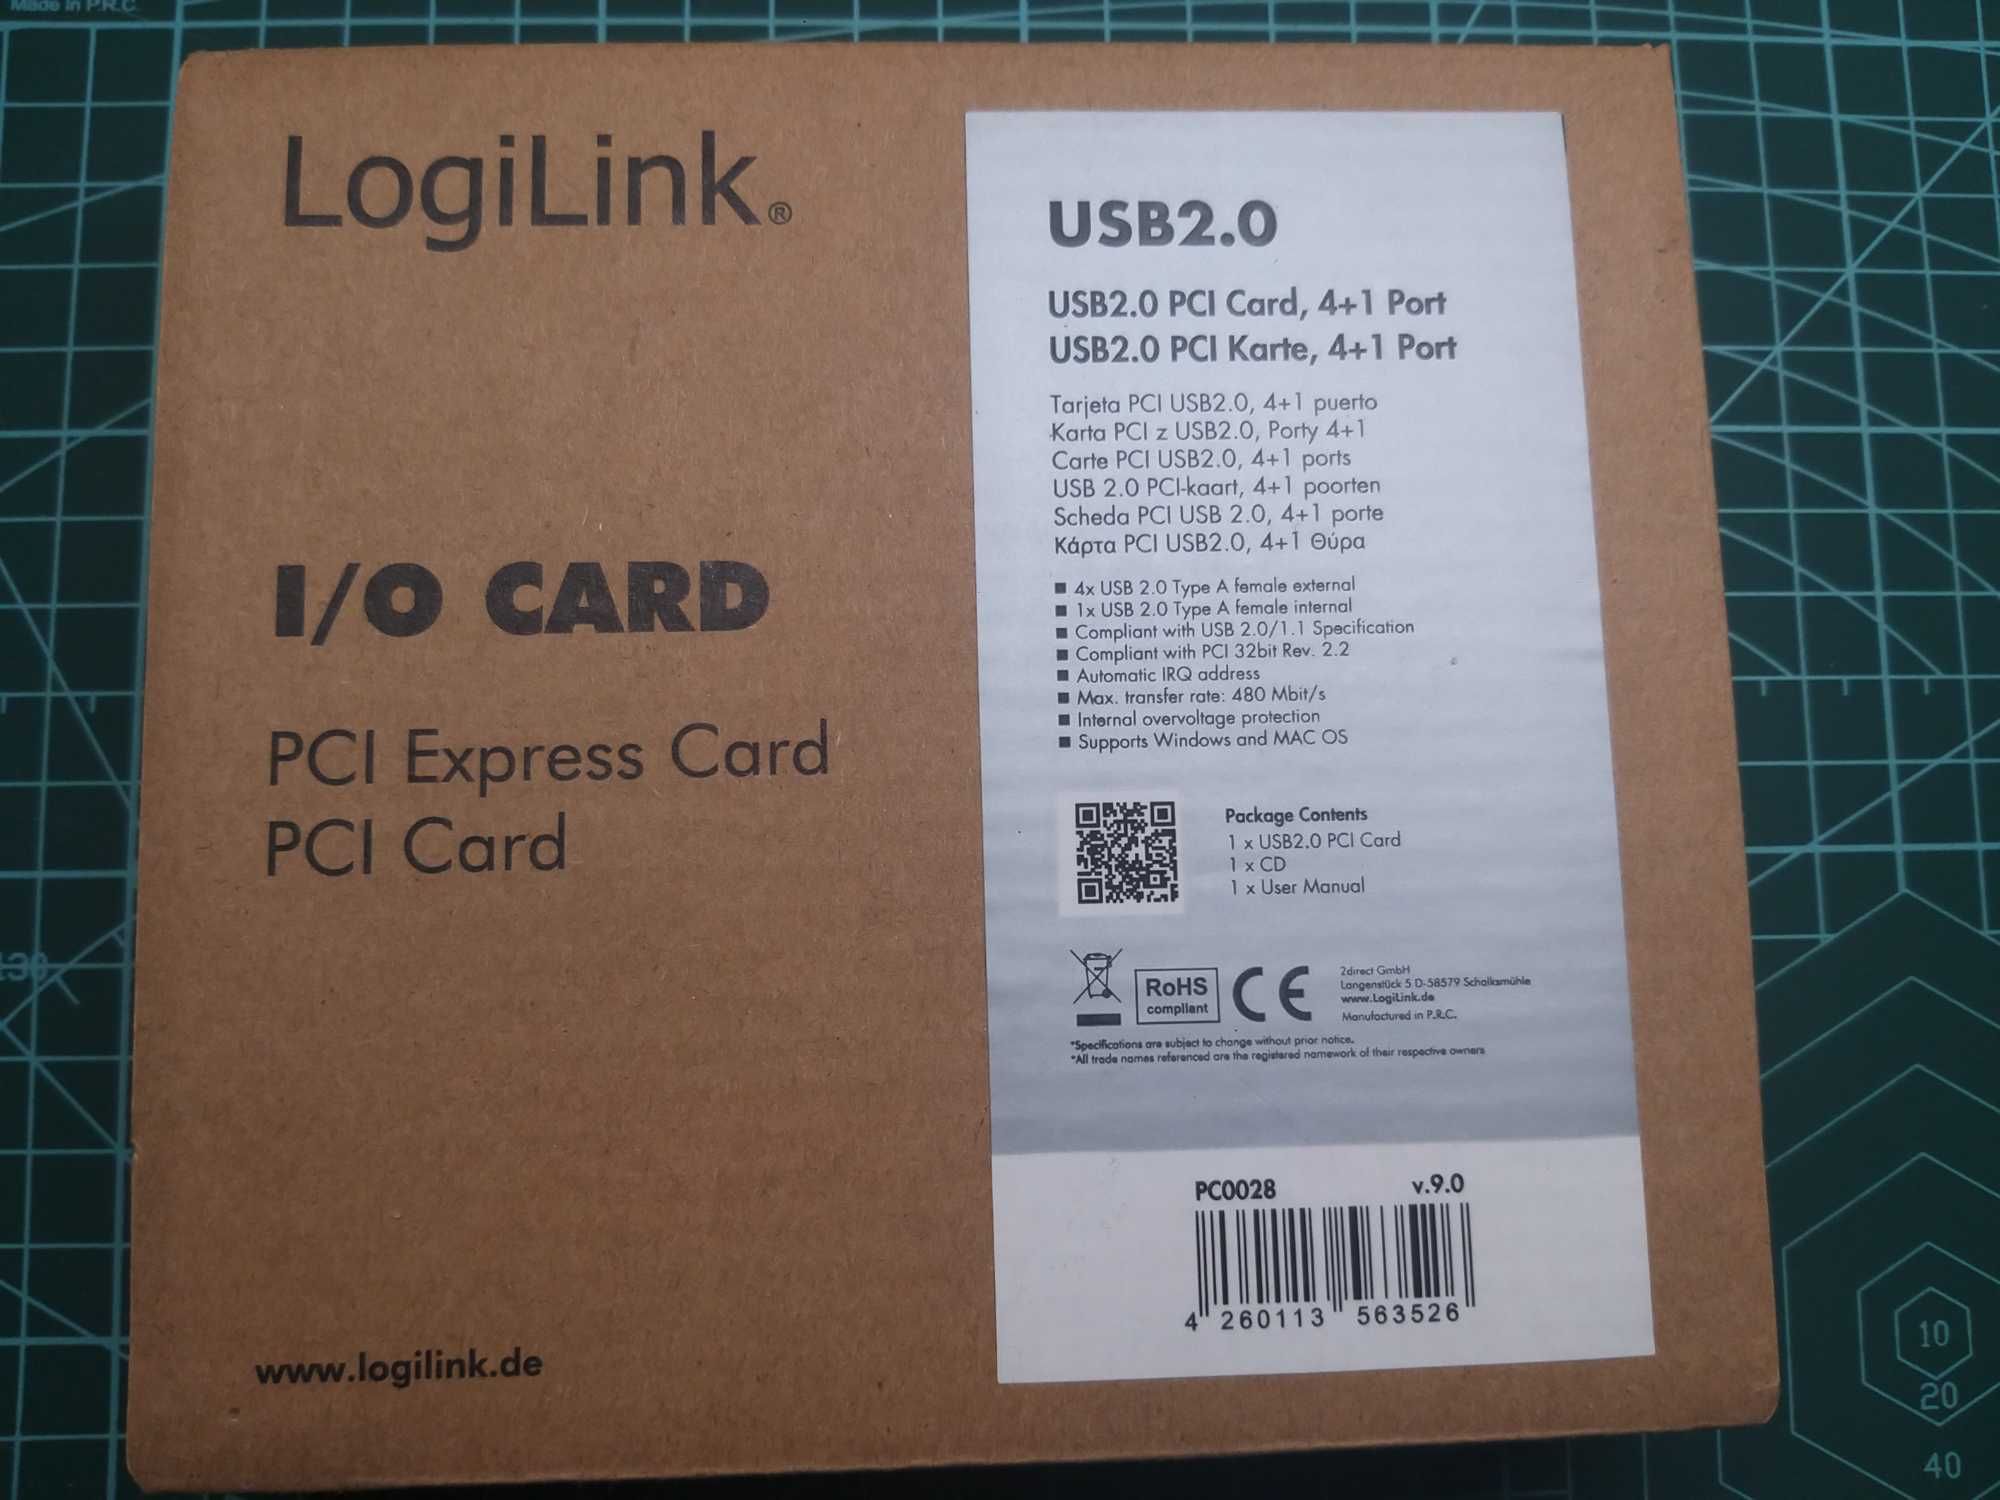 Made in P.R.C.
LogiLink®
I/O CARD
PCI Express Card
PCI Card
www.logilink.de
USB2.0
USB2.0 PCI Card, 4+1 Port
USB2.0 PCI Karte, 4+1 Port
Tarjeta PCI USB2.0, 4+1 puerto
Karta PCI z USB2.0, Porty 4+1
Carte PCI USB2.0, 4+1 ports
USB 2.0 PCI-kaart, 4+1 poorten
Scheda PCI USB 2.0, 4+1 porte
Κάρτα PCI USB2.0, 4+1 Θύρα
■ 4x USB 2.0 Type A female external
■ 1x USB 2.0 Type A female internal
■ Compliant with USB 2.0/1.1 Specification
■ Compliant with PCI 32bit Rev. 2.2
■ Automatic IRQ address
■ Max. transfer rate: 480 Mbit/s
■ Internal overvoltage protection
■ Supports Windows and MAC OS
Package Contents
1 x USB2.0 PCI Card
1 x CD
1 x User Manual
RoHS
compliant
CE
2direct GmbH
Langenstück 5 D-58579 Schalksmühle
www.LogiLink.de
Manufactured in P.R.C.
*Specifications are subject to change without prior notice.
*All trade names referenced are the registered namework of their respective owners
PC0028 v.9.0
4 260113 563526
130
10
20
40